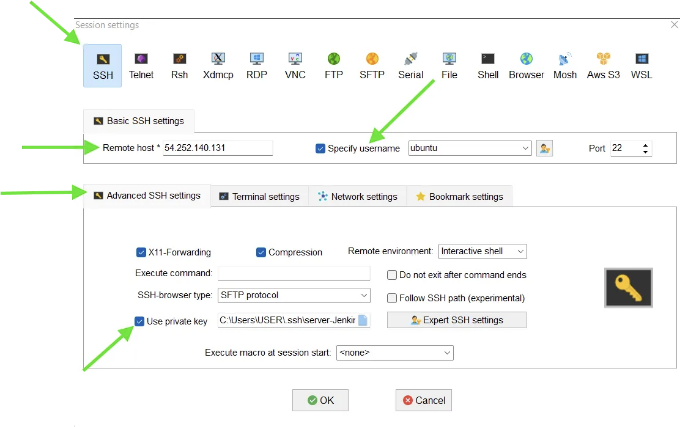 Session settings
SSH Telnet Rsh Xdmcp RDP VNC FTP SFTP Serial File Shell Browser Mosh Aws S3 WSL
Basic SSH settings
Remote host * 54.252.140.131 Specify username ubuntu Port 22
Advanced SSH settings Terminal settings Network settings Bookmark settings
X11-Forwarding Compression Remote environment: Interactive shell
Execute command: Do not exit after command ends
SSH-browser type: SFTP protocol Follow SSH path (experimental)
Use private key C:\Users\USER\.ssh\server-Jenkin Expert SSH settings
Execute macro at session start: <none>
OK Cancel